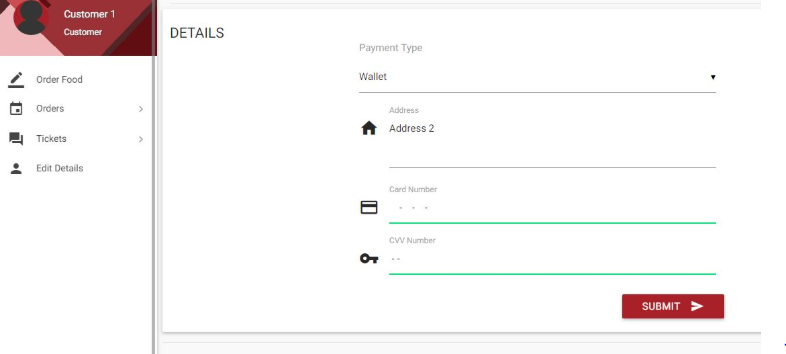 Customer 1
Customer
Order Food
Orders
Tickets
Edit Details
DETAILS
Payment Type
Wallet
Address
Address 2
Card Number
- - -
CVV Number
- -
SUBMIT